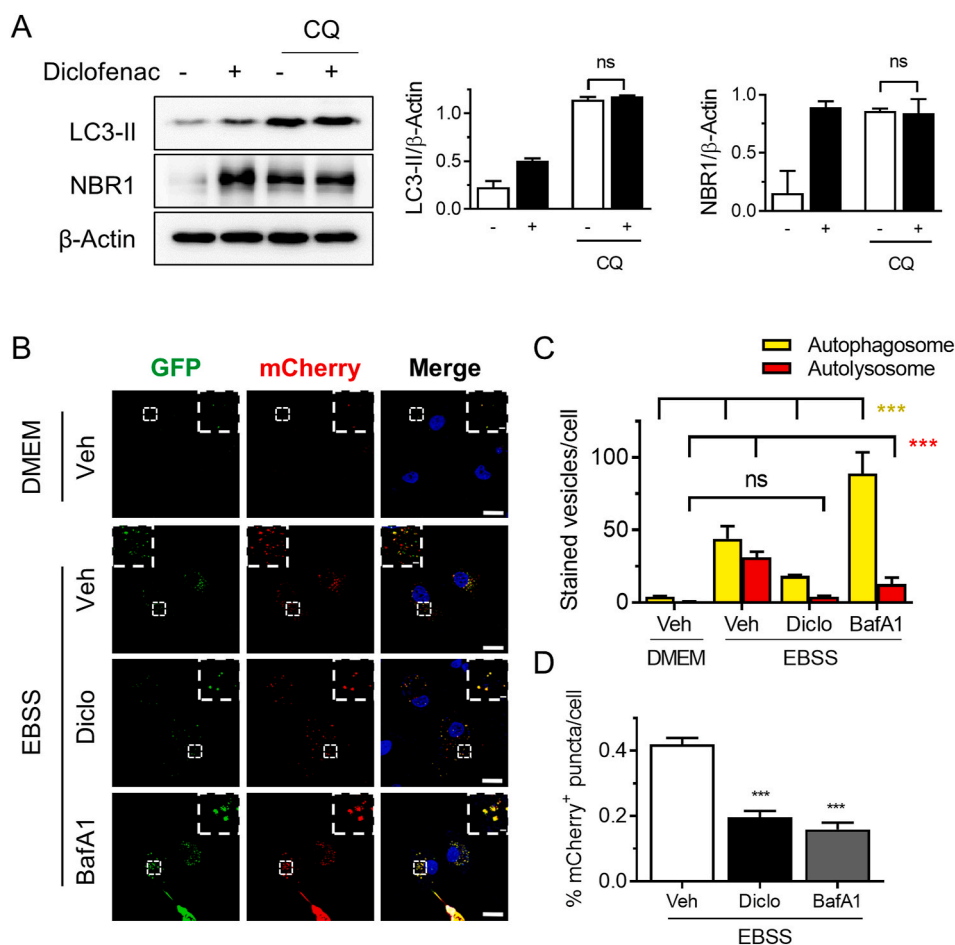 A
CQ
Diclofenac - + - +
LC3-II
NBR1
β-Actin
LC3-II/β-Actin
1.0
0.5
0.0
ns
- + - +
CQ
NBR1/β-Actin
1.0
0.5
0.0
ns
- + - +
CQ
B
GFP mCherry Merge
DMEM
Veh
EBSS
Veh
Diclo
BafA1
C
Autophagosome
Autolysosome
***
***
ns
Stained vesicles/cell
100
50
0
Veh Veh Diclo BafA1
DMEM EBSS
D
% mCherry+ puncta/cell
0.4
0.2
0.0
*** ***
Veh Diclo BafA1
EBSS